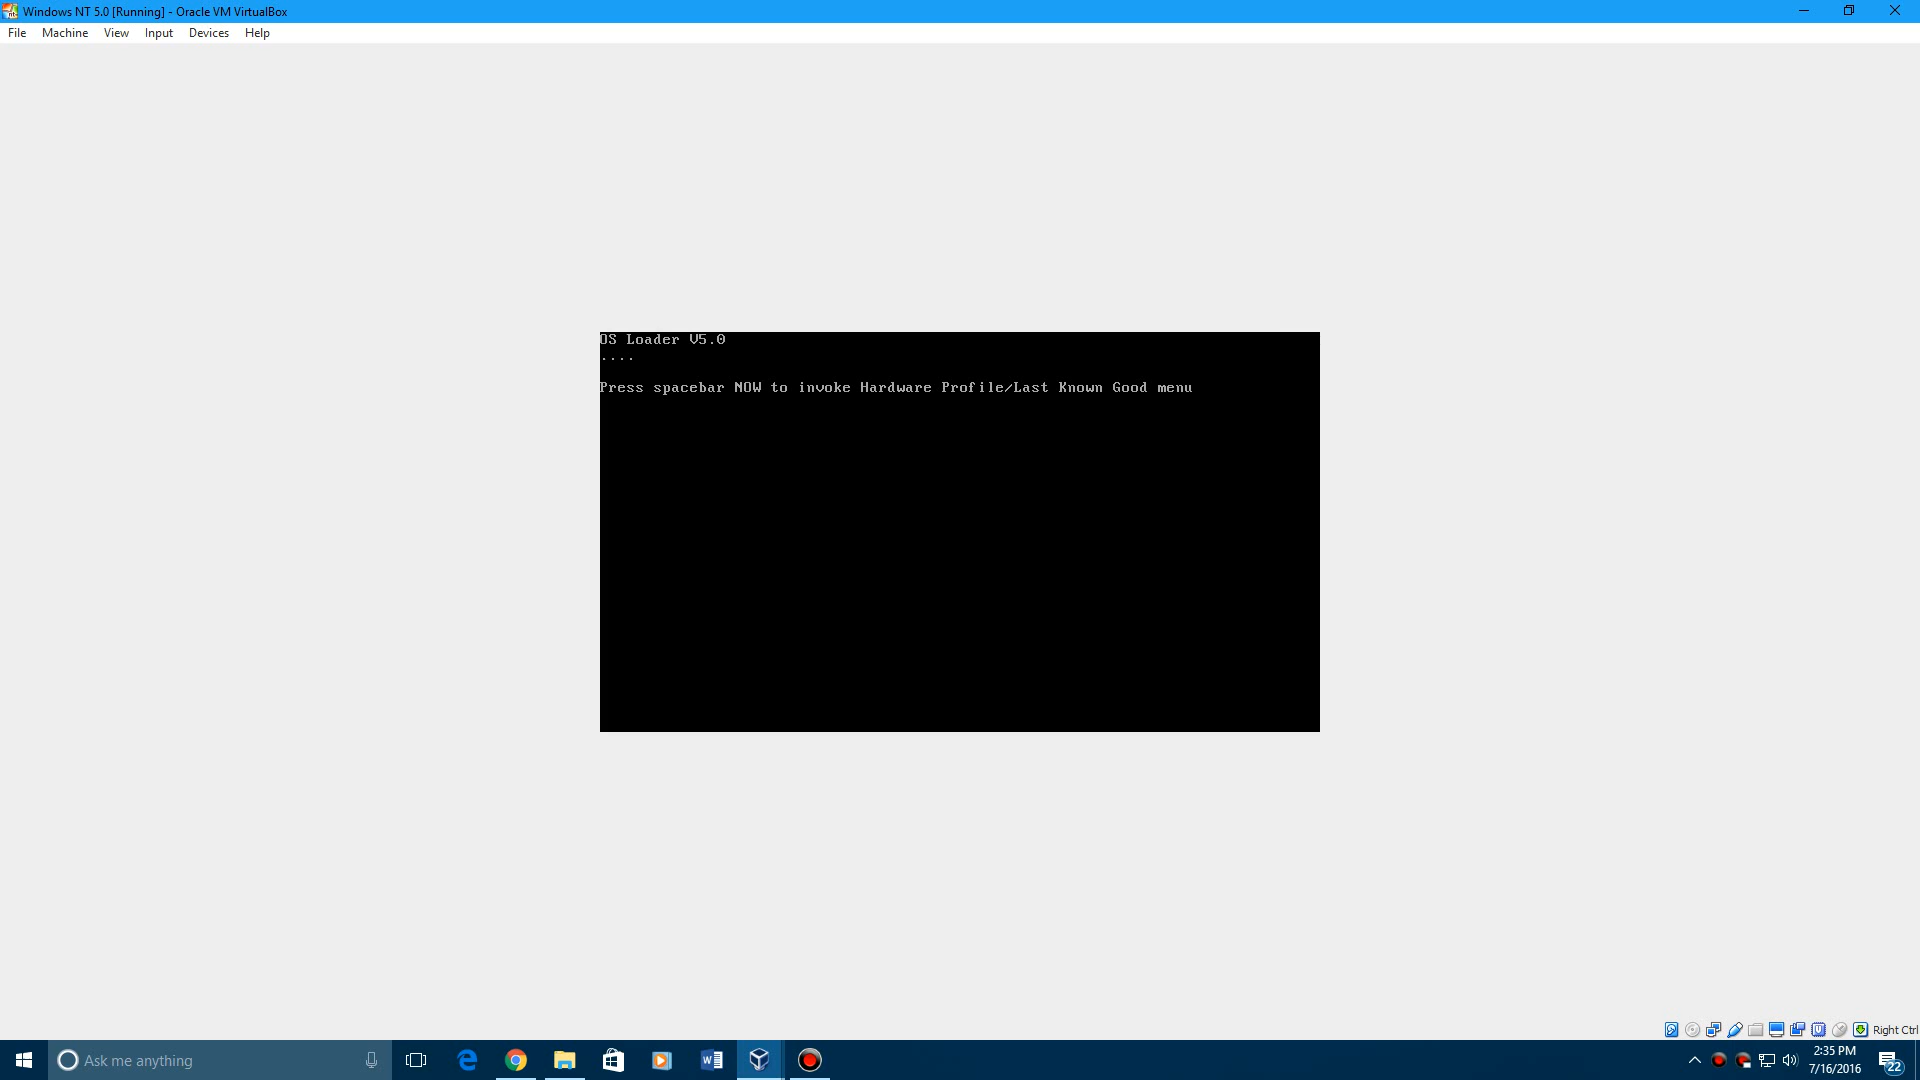 Windows NT 5.0 [Running] - Oracle VM VirtualBox
File Machine View Input Devices Help
OS Loader V5.0
....
Press spacebar NOW to invoke Hardware Profile/Last Known Good menu
Right Ctrl
Ask me anything
2:35 PM
7/16/2016
22